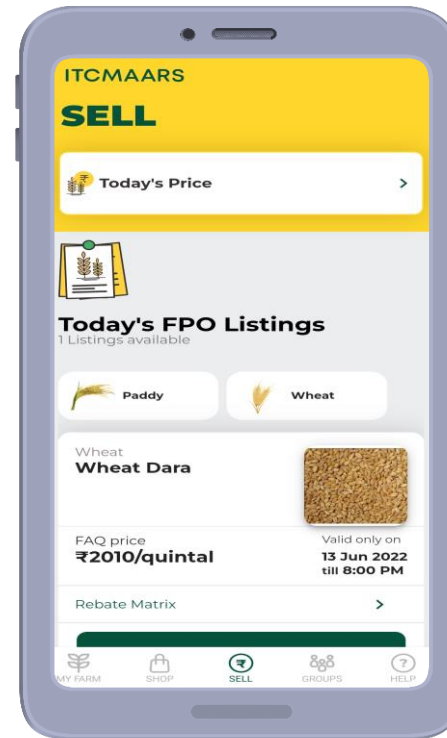 ITCMAARS
SELL
Today's Price
Today's FPO Listings
1 Listings available
Paddy
Wheat
Wheat
Wheat Dara
FAQ price
₹2010/quintal
Valid only on
13 Jun 2022
till 8:00 PM
Rebate Matrix
MY FARM
SHOP
SELL
GROUPS
HELP